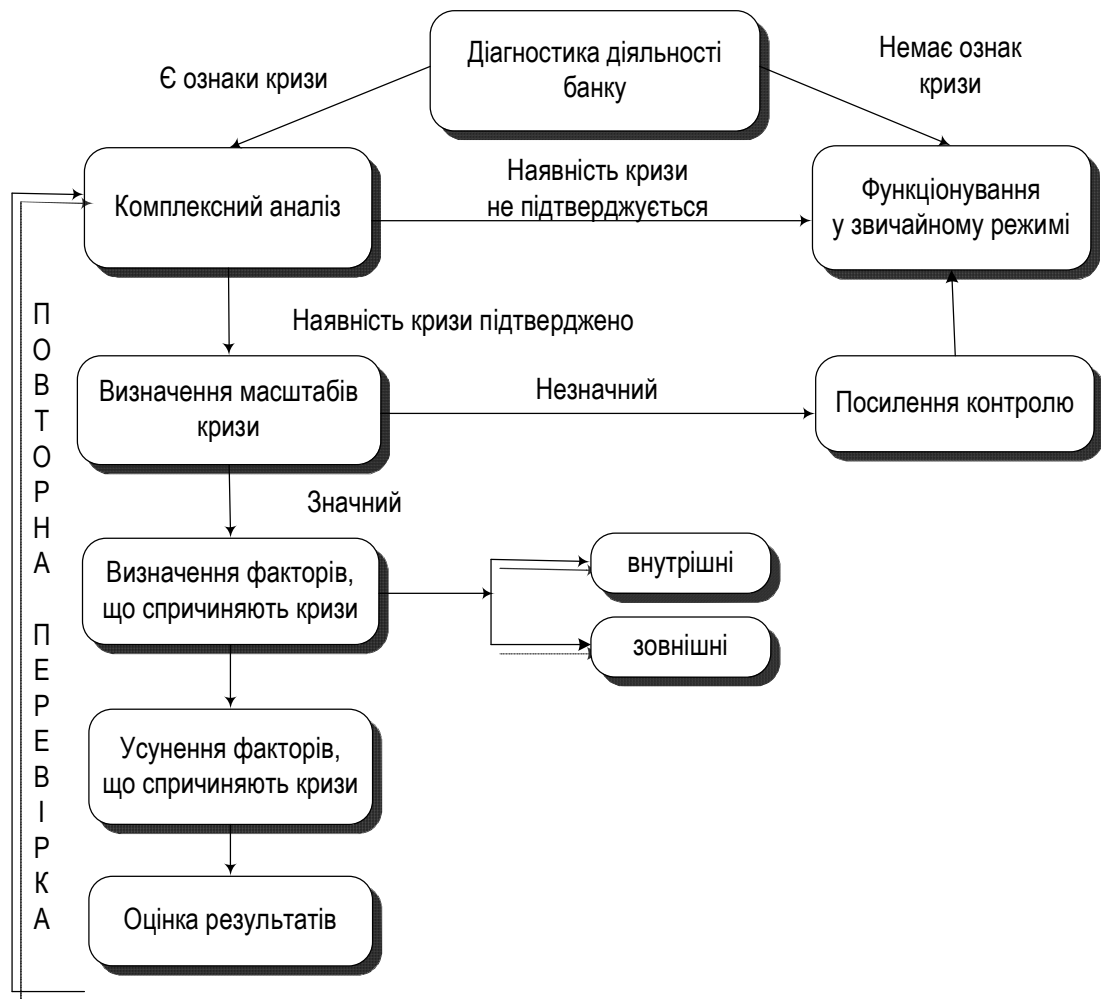 Діагностика діяльності
банку
Є ознаки кризи
Немає ознак
кризи
Комплексний аналіз
Наявність кризи
не підтверджується
Функціонування
у звичайному режимі
Наявність кризи підтверджено
Визначення масштабів
кризи
Незначний
Посилення контролю
Значний
Визначення факторів,
що спричиняють кризи
внутрішні
зовнішні
Усунення факторів,
що спричиняють кризи
Оцінка результатів
ПОВТОРНА ПЕРЕВІРКА